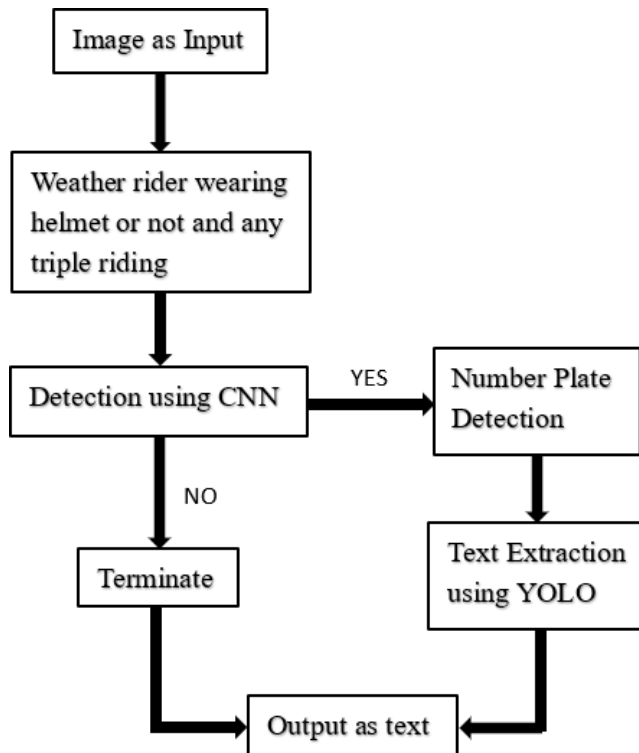 Image as Input
Weather rider wearing
helmet or not and any
triple riding
Detection using CNN
YES
Number Plate
Detection
NO
Terminate
Text Extraction
using YOLO
Output as text